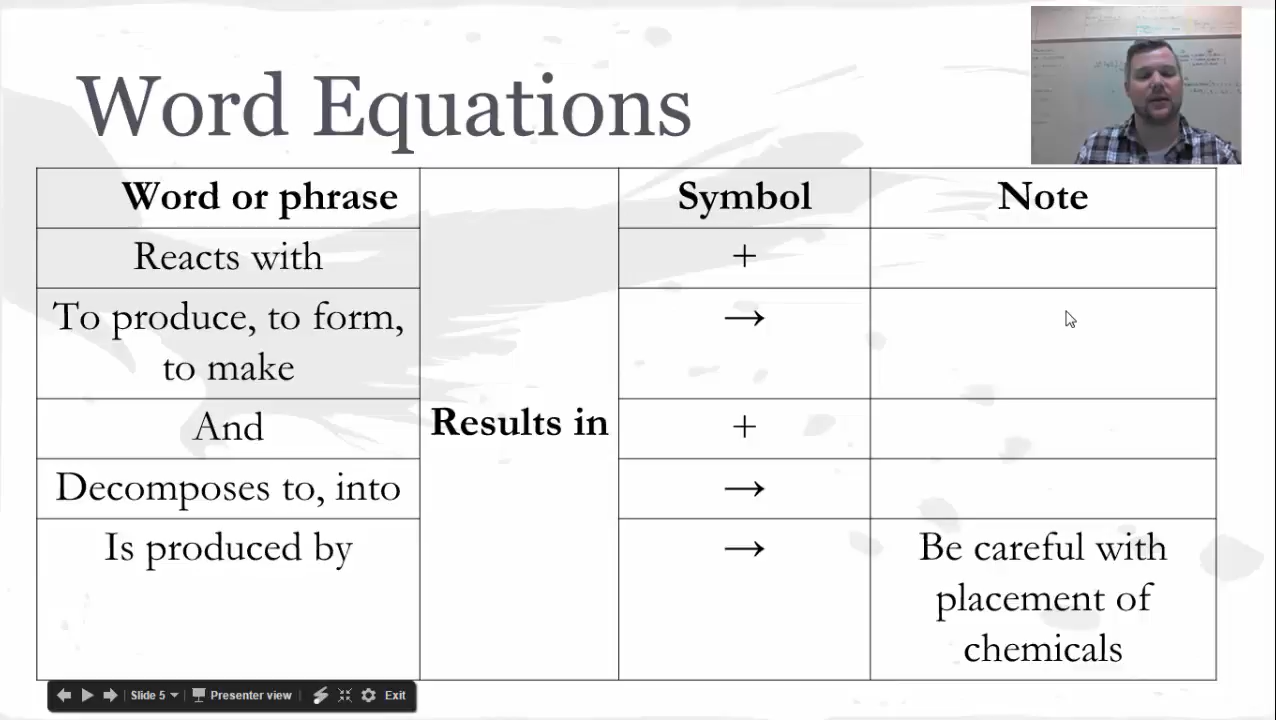 Word Equations
Word or phrase
Symbol
Note
Reacts with
+
To produce, to form,
to make
→
And
Results in
+
Decomposes to, into
→
Is produced by
→
Be careful with
placement of
chemicals
Slide 5
Presenter view
Exit